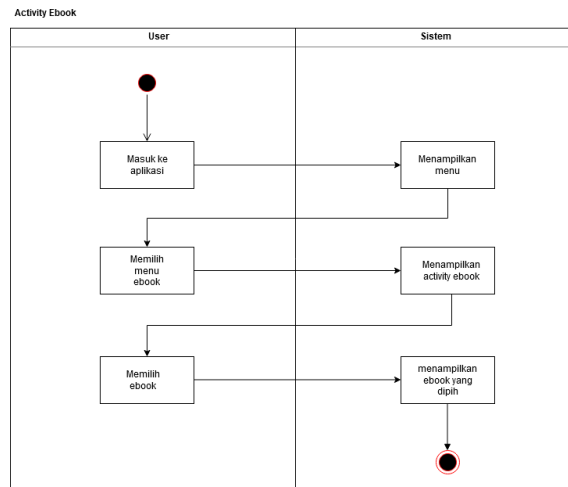 Activity Ebook
User
Sistem
Masuk ke
aplikasi
Menampilkan
menu
Memilih
menu
ebook
Menampilkan
activity ebook
Memilih
ebook
menampilkan
ebook yang
dipih